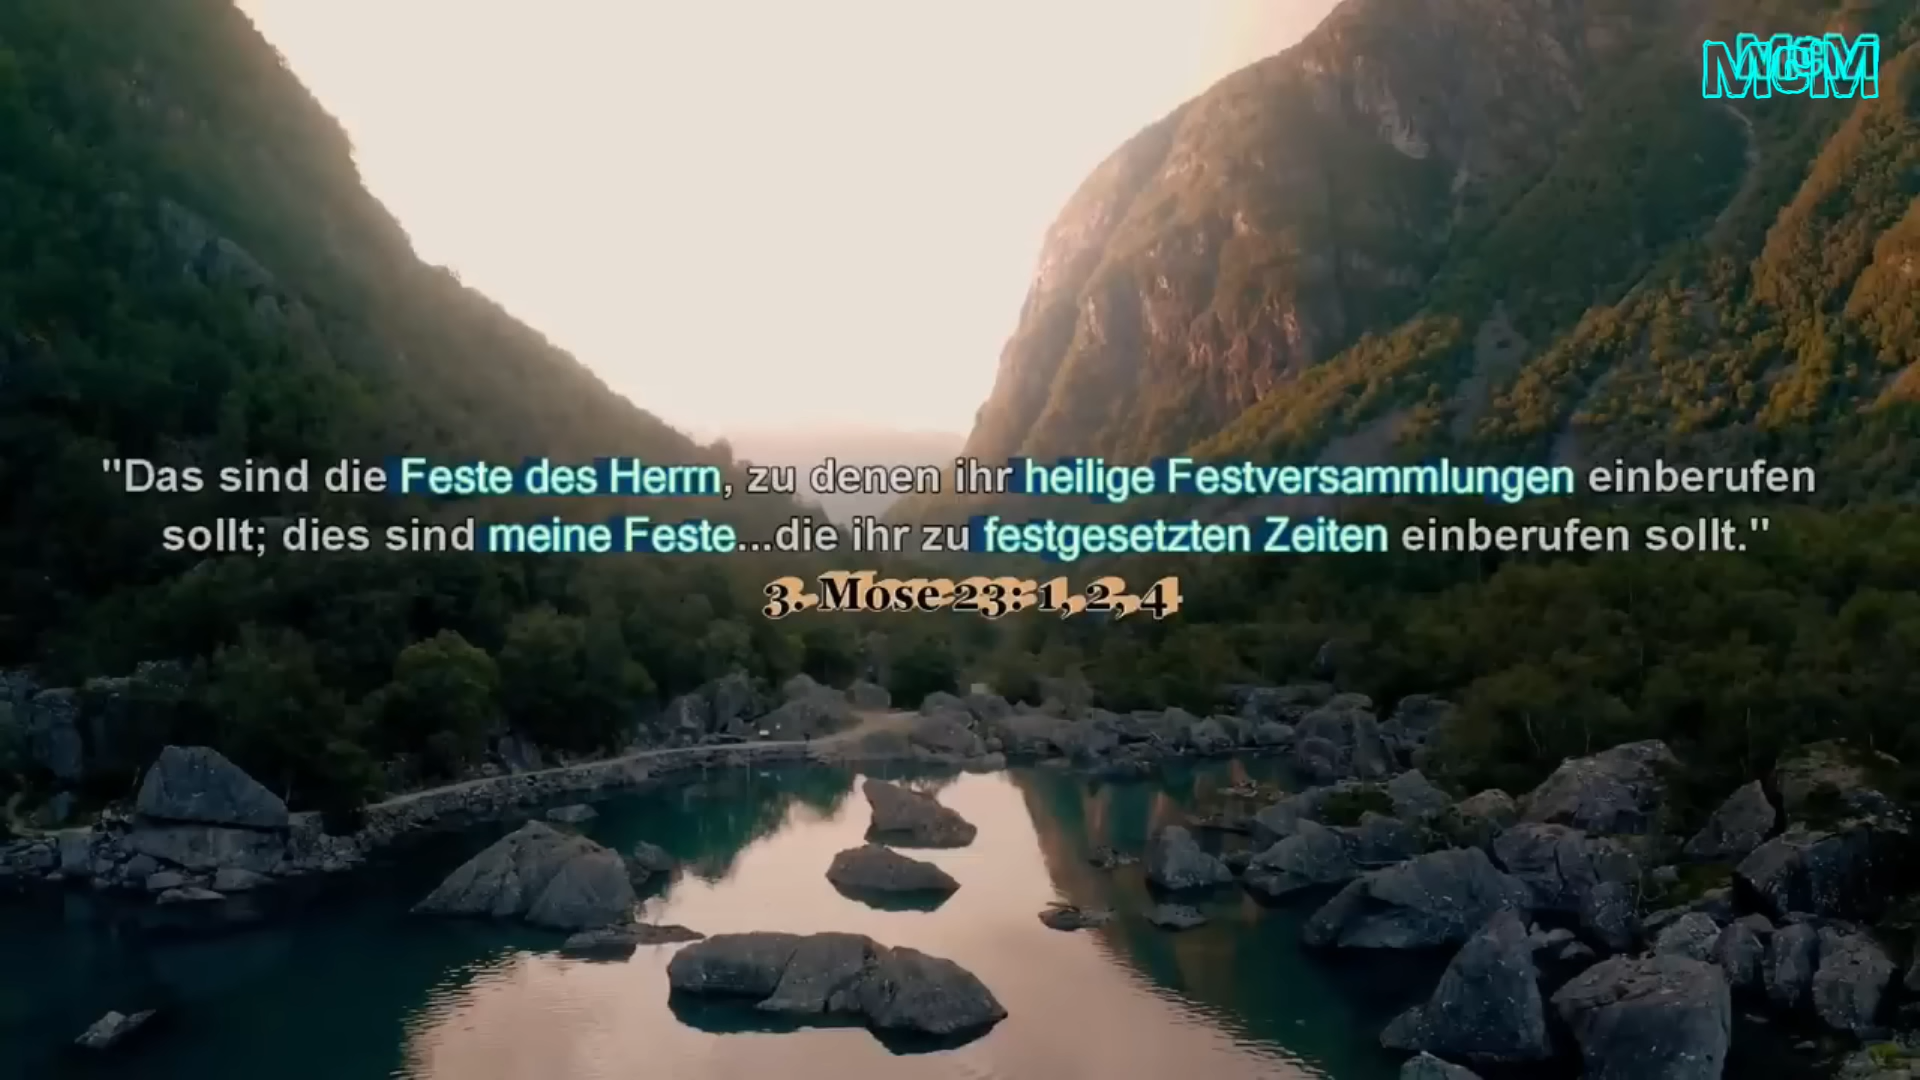 McM
"Das sind die Feste des Herrn, zu denen ihr heilige Festversammlungen einberufen
sollt; dies sind meine Feste...die ihr zu festgesetzten Zeiten einberufen sollt."
3. Mose 23: 1, 2, 4